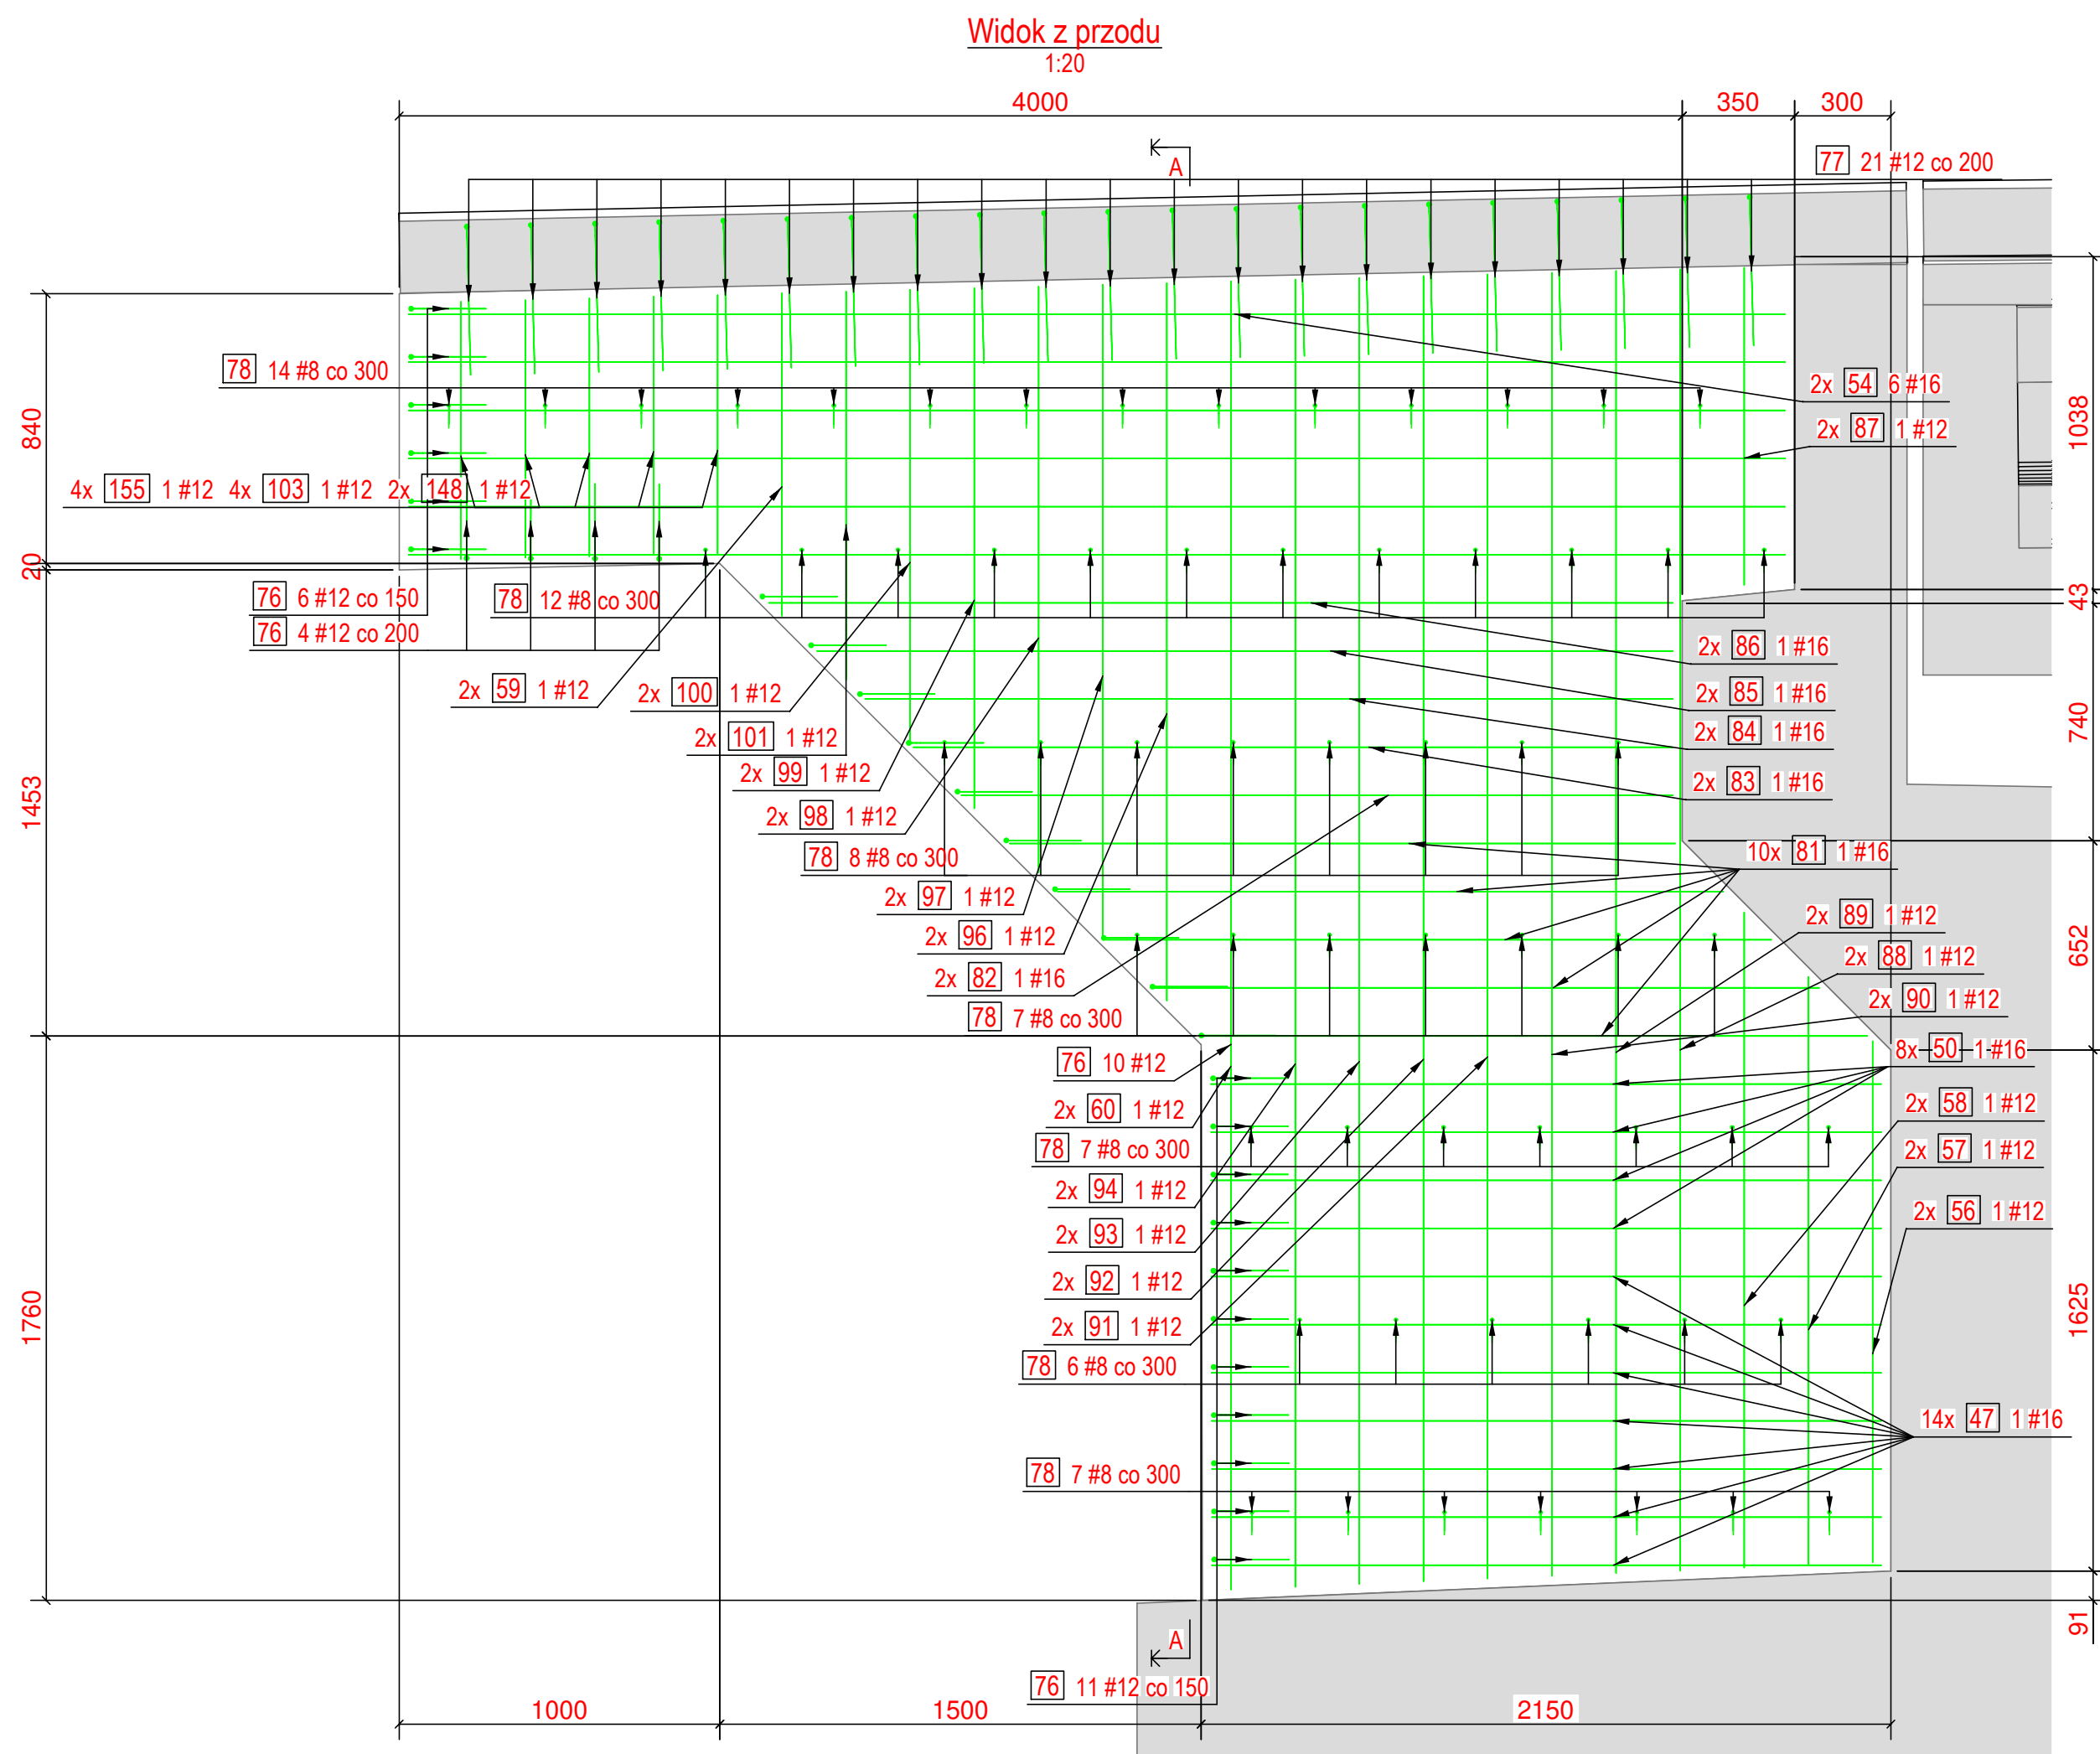 Widok z przodu
1:20
4000
350
300
A
77 21 #12 co 200
78 14 #8 co 300
2x 54 6 #16
2x 87 1 #12
840
1038
4x 155 1 #12 4x 103 1 #12 2x 148 1 #12
20
43
76 6 #12 co 150
78 12 #8 co 300
76 4 #12 co 200
2x 86 1 #16
2x 59 1 #12
2x 100 1 #12
2x 85 1 #16
740
2x 101 1 #12
2x 84 1 #16
2x 99 1 #12
2x 83 1 #16
1453
2x 98 1 #12
78 8 #8 co 300
10x 81 1 #16
2x 97 1 #12
2x 89 1 #12
652
2x 96 1 #12
2x 88 1 #12
2x 82 1 #16
2x 90 1 #12
78 7 #8 co 300
76 10 #12
8x 50 1 #16
2x 60 1 #12
2x 58 1 #12
78 7 #8 co 300
2x 57 1 #12
2x 94 1 #12
2x 56 1 #12
2x 93 1 #12
2x 92 1 #12
1760
1625
2x 91 1 #12
78 6 #8 co 300
14x 47 1 #16
78 7 #8 co 300
91
A
76 11 #12 co 150
1000
1500
2150